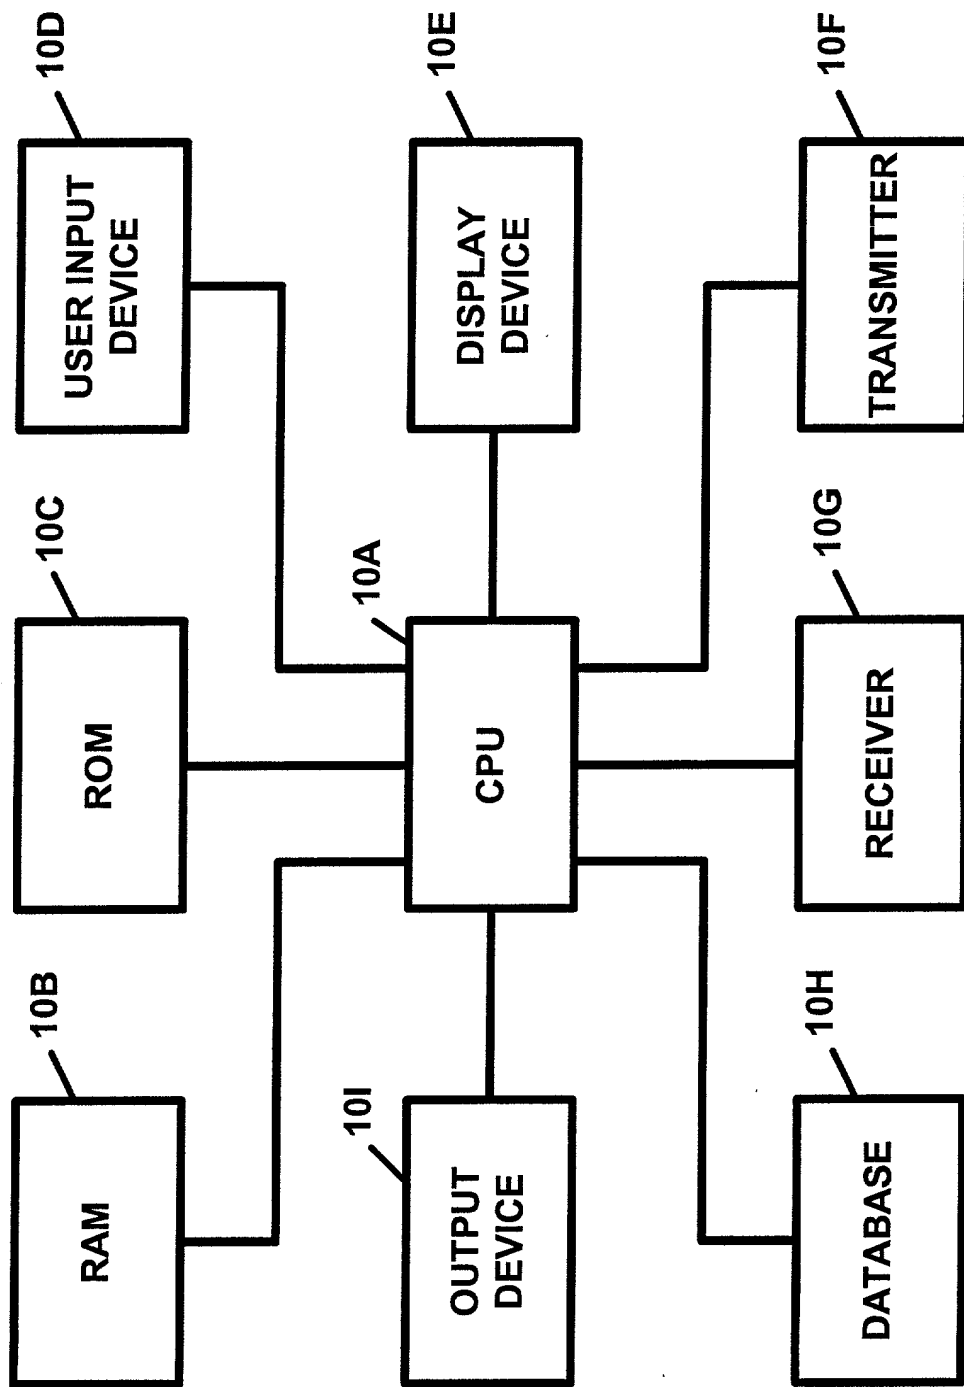 10B
RAM
10C
ROM
10D
USER INPUT
DEVICE
10I
OUTPUT
DEVICE
10A
CPU
10E
DISPLAY
DEVICE
10H
DATABASE
10G
RECEIVER
10F
TRANSMITTER